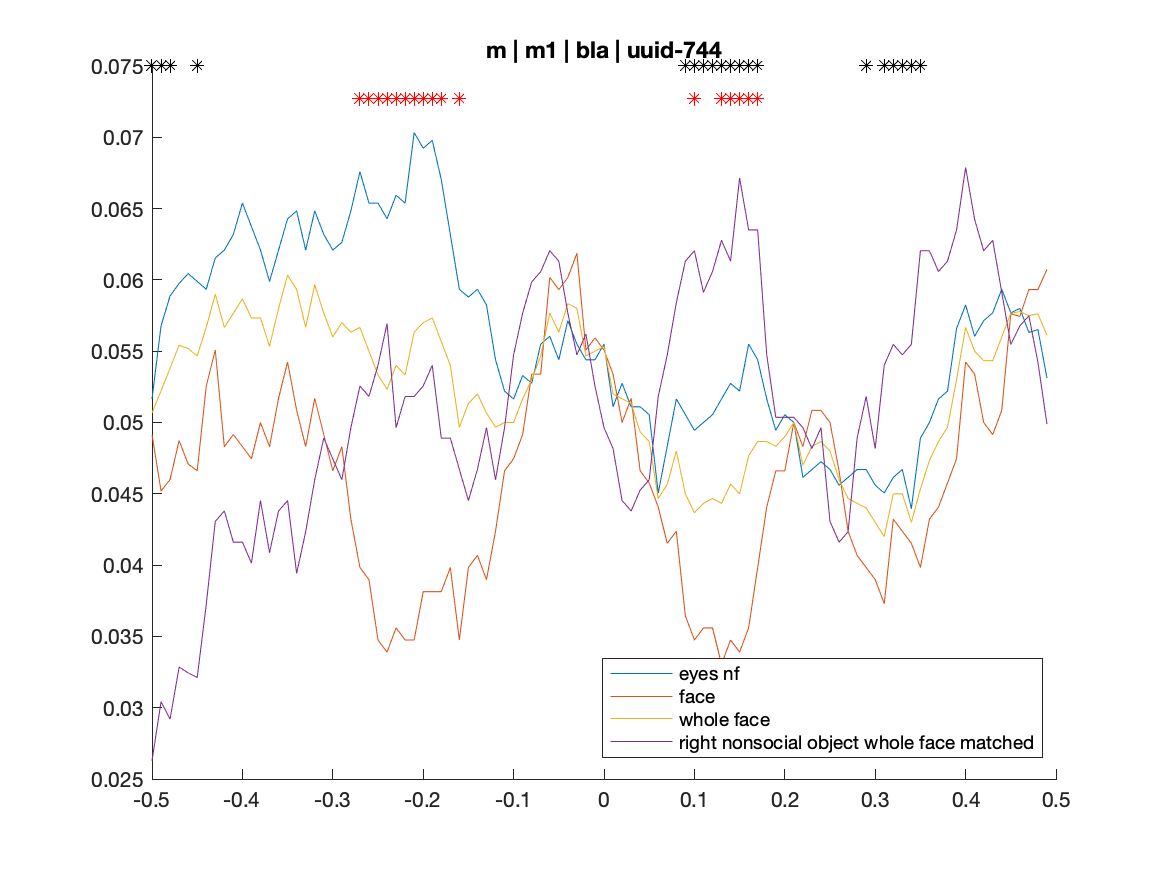 m | m1 | bla | uuid-744
0.075
0.07
0.065
0.06
0.055
0.05
0.045
0.04
0.035
0.03
0.025
eyes nf
face
whole face
right nonsocial object whole face matched
-0.5 -0.4 -0.3 -0.2 -0.1 0 0.1 0.2 0.3 0.4 0.5